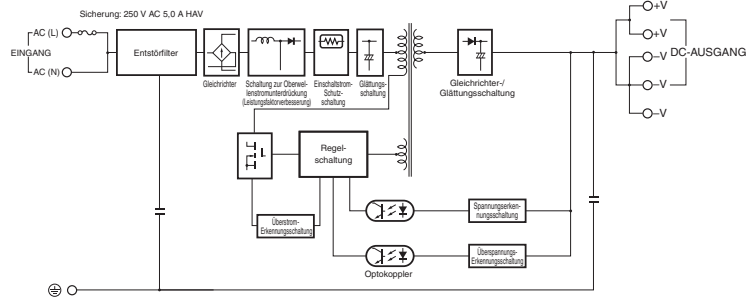 Sicherung: 250 V AC 5,0 A HAV
AC (L)
EINGANG
AC (N)
Entstörfilter
Gleichrichter
Schaltung zur Oberwel-
lenstromunterdrückung
(Leistungsfaktorverbesserung)
Einschaltstrom-
Schutz-
schaltung
Glättungs-
schaltung
Gleichrichter-/
Glättungsschaltung
+V
+V
–V
–V
–V
DC-AUSGANG
Regel-
schaltung
Überstrom-
Erkennungsschaltung
Spannungserken-
nungsschaltung
Überspannungs-
Erkennungsschaltung
Optokoppler